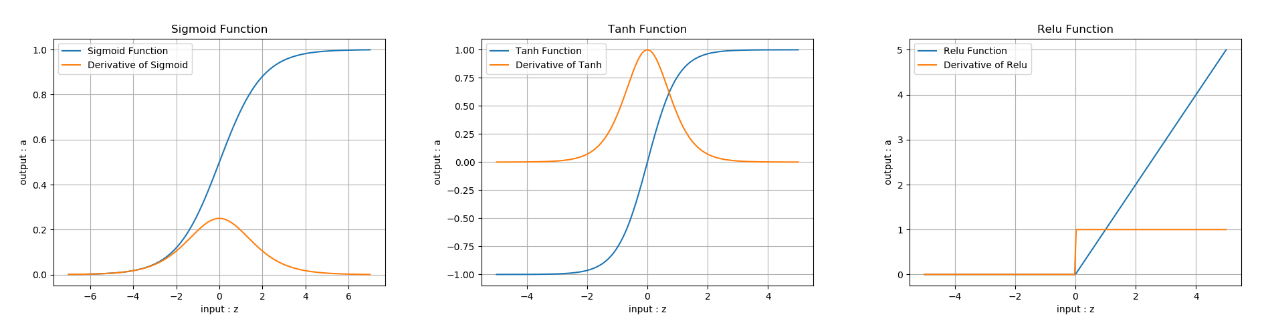 Sigmoid Function
Sigmoid Function
Derivative of Sigmoid
1.0
0.8
0.6
0.4
0.2
0.0
output : a
−6
−4
−2
0
2
4
6
input : z
Tanh Function
Tanh Function
Derivative of Tanh
1.00
0.75
0.50
0.25
0.00
−0.25
−0.50
−0.75
−1.00
output : a
−4
−2
0
2
4
input : z
Relu Function
Relu Function
Derivative of Relu
5
4
3
2
1
0
output : a
−4
−2
0
2
4
input : z